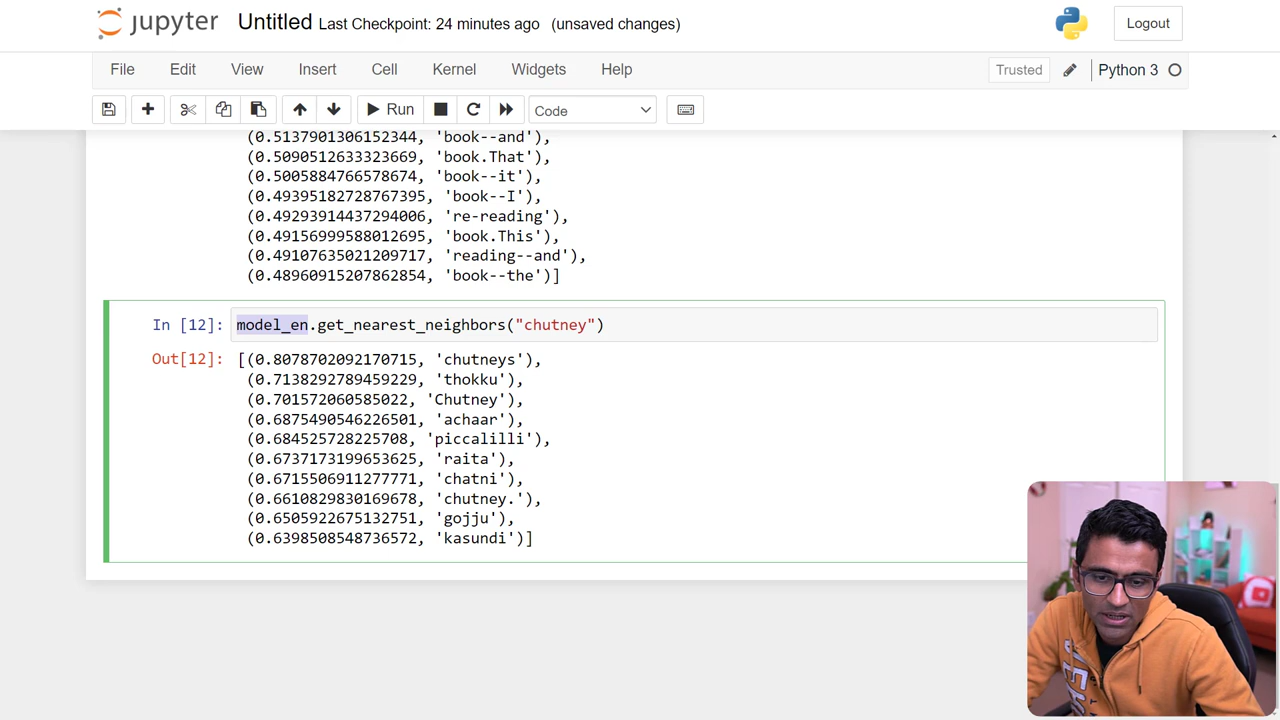 jupyter Untitled Last Checkpoint: 24 minutes ago (unsaved changes) Logout
File Edit View Insert Cell Kernel Widgets Help Trusted Python 3
Run Code
(0.5137901306152344, 'book--and'),
(0.5090512633323669, 'book.That'),
(0.5005884766578674, 'book--it'),
(0.49395182728767395, 'book--I'),
(0.49293914437294006, 're-reading'),
(0.49156999588012695, 'book.This'),
(0.49107635021209717, 'reading--and'),
(0.48960915207862854, 'book--the')]
In [12]: model_en.get_nearest_neighbors("chutney")
Out[12]: [(0.8078702092170715, 'chutneys'),
(0.7138292789459229, 'thokku'),
(0.701572060585022, 'Chutney'),
(0.6875490546226501, 'achaar'),
(0.684525728225708, 'piccalilli'),
(0.6737173199653625, 'raita'),
(0.6715506911277771, 'chatni'),
(0.6610829830169678, 'chutney.'),
(0.6505922675132751, 'gojju'),
(0.6398508548736572, 'kasundi')]